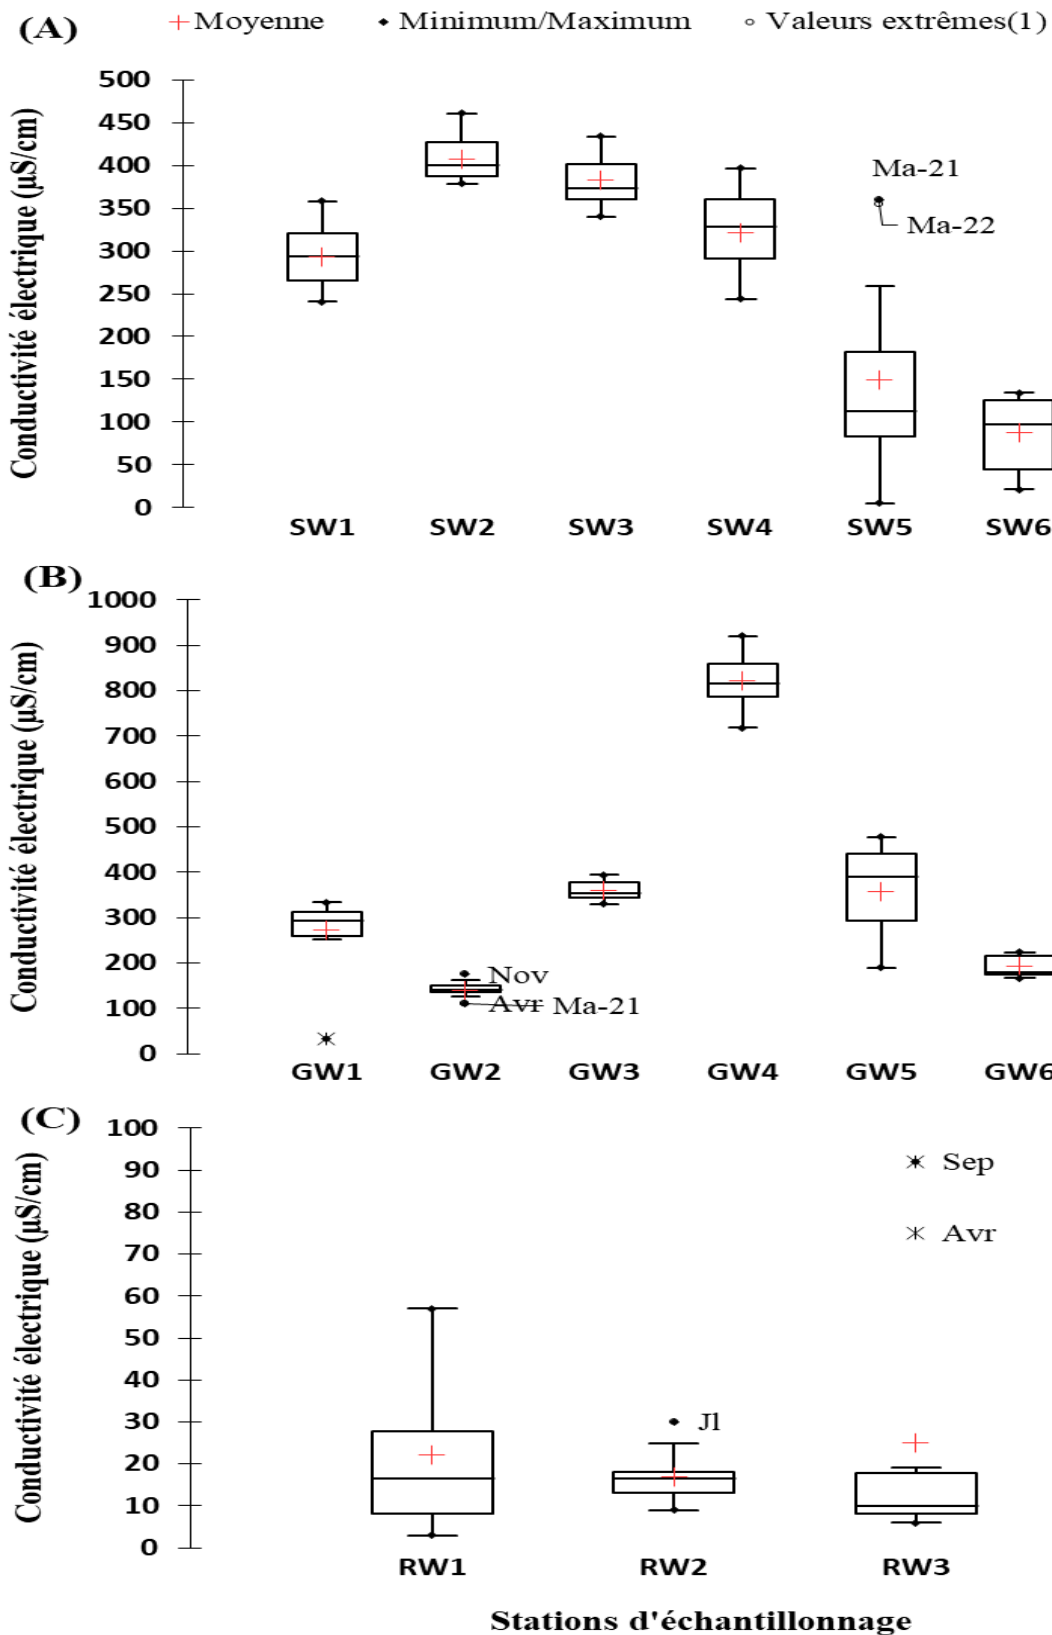 (A) Moyenne Minimum/Maximum Valeurs extrêmes(1)
Conductivité électrique (µS/cm)
500
450
400
350
300
250
200
150
100
50
0
Ma-21
Ma-22
SW1 SW2 SW3 SW4 SW5 SW6
(B)
Conductivité électrique (µS/cm)
1000
900
800
700
600
500
400
300
200
100
0
Nov
Avr Ma-21
GW1 GW2 GW3 GW4 GW5 GW6
(C)
Conductivité électrique (µS/cm)
100
90
80
70
60
50
40
30
20
10
0
Sep
Avr
Jl
RW1 RW2 RW3
Stations d'échantillonnage